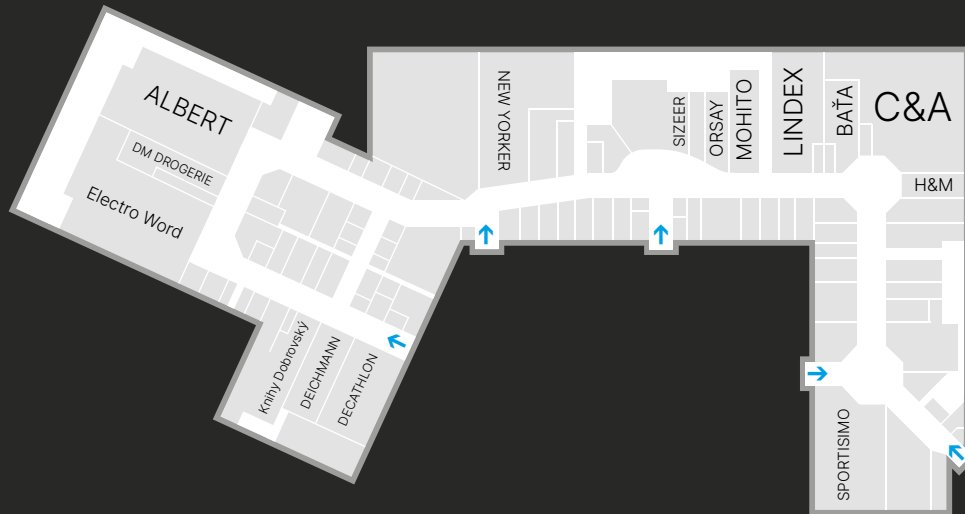 ALBERT
DM DROGERIE
Electro Word
Knihy Dobrovský
DEICHMANN
DECATHLON
NEW YORKER
SIZEER
ORSAY
MOHITO
LINDEX
BAŤA
C&A
H&M
SPORTISIMO